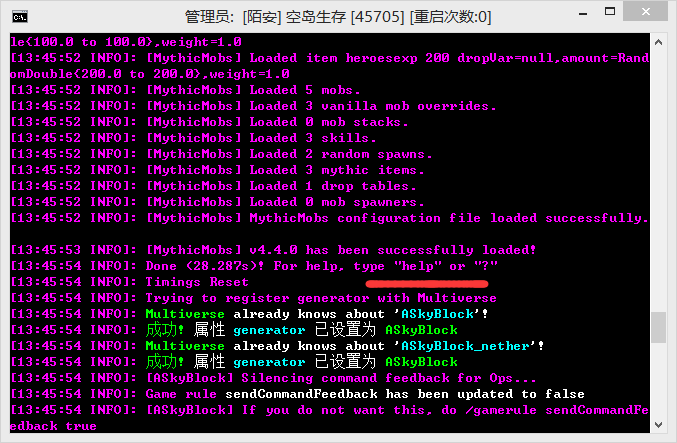 管理员: [陌安] 空岛生存 [45705] [重启次数:0]
le{100.0 to 100.0},weight=1.0
[13:45:52 INFO]: [MythicMobs] Loaded item heroesexp 200 dropVar=null,amount=Rand
omDouble{200.0 to 200.0},weight=1.0
[13:45:52 INFO]: [MythicMobs] Loaded 5 mobs.
[13:45:52 INFO]: [MythicMobs] Loaded 3 vanilla mob overrides.
[13:45:52 INFO]: [MythicMobs] Loaded 0 mob stacks.
[13:45:52 INFO]: [MythicMobs] Loaded 3 skills.
[13:45:52 INFO]: [MythicMobs] Loaded 2 random spawns.
[13:45:52 INFO]: [MythicMobs] Loaded 3 mythic items.
[13:45:52 INFO]: [MythicMobs] Loaded 1 drop tables.
[13:45:52 INFO]: [MythicMobs] Loaded 0 mob spawners.
[13:45:52 INFO]: [MythicMobs] MythicMobs configuration file loaded successfully.
[13:45:53 INFO]: [MythicMobs] v4.4.0 has been successfully loaded!
[13:45:54 INFO]: Done (28.287s)! For help, type "help" or "?"
[13:45:54 INFO]: Timings Reset
[13:45:54 INFO]: Trying to register generator with Multiverse
[13:45:54 INFO]: Multiverse already knows about 'ASkyBlock'!
[13:45:54 INFO]: 成功! 属性 generator 已设置为 ASkyBlock
[13:45:54 INFO]: Multiverse already knows about 'ASkyBlock_nether'!
[13:45:54 INFO]: 成功! 属性 generator 已设置为 ASkyBlock
[13:45:54 INFO]: [ASkyBlock] Silencing command feedback for Ops...
[13:45:54 INFO]: Game rule sendCommandFeedback has been updated to false
[13:45:54 INFO]: [ASkyBlock] If you do not want this, do /gamerule sendCommandFe
edback true